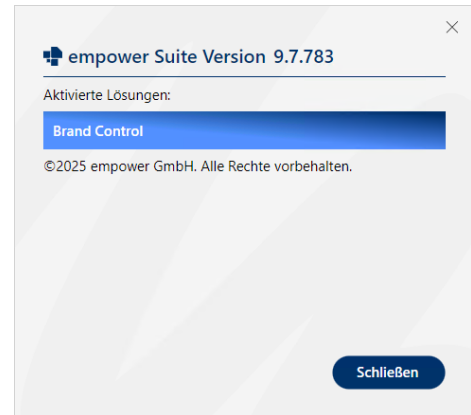 empower Suite Version 9.7.783
Aktivierte Lösungen:
Brand Control
©2025 empower GmbH. Alle Rechte vorbehalten.
Schließen